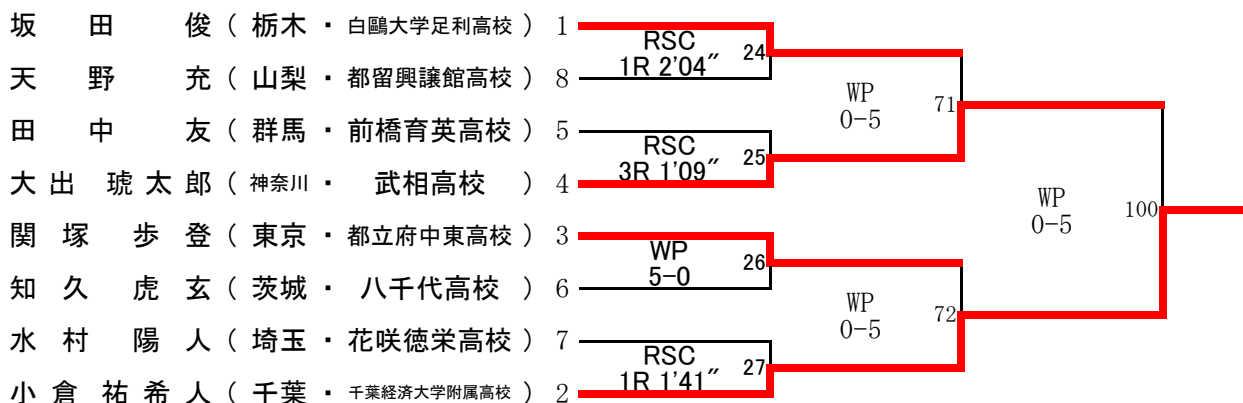 坂田俊（栃木・白鷗大学足利高校）1
RSC
1R 2'04″
24
天野充（山梨・都留興譲館高校）8
WP
0-5
71
田中友（群馬・前橋育英高校）5
RSC
3R 1'09″
25
大出琥太郎（神奈川・武相高校）4
WP
0-5
100
関塚歩登（東京・都立府中東高校）3
WP
5-0
26
知久虎玄（茨城・八千代高校）6
WP
0-5
72
水村陽人（埼玉・花咲徳栄高校）7
RSC
1R 1'41″
27
小倉祐希人（千葉・千葉経済大学附属高校）2